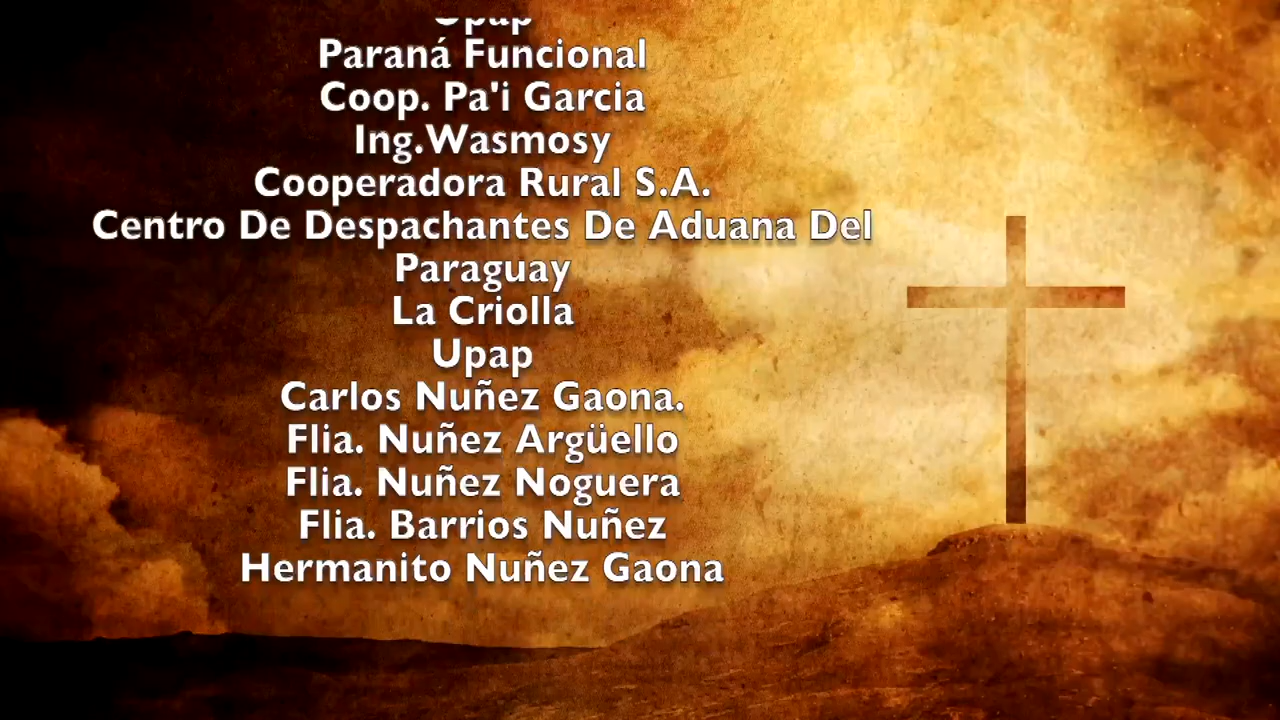 Paraná Funcional
Coop. Pa'i Garcia
Ing.Wasmosy
Cooperadora Rural S.A.
Centro De Despachantes De Aduana Del
Paraguay
La Criolla
Upap
Carlos Nuñez Gaona.
Flia. Nuñez Argüello
Flia. Nuñez Noguera
Flia. Barrios Nuñez
Hermanito Nuñez Gaona